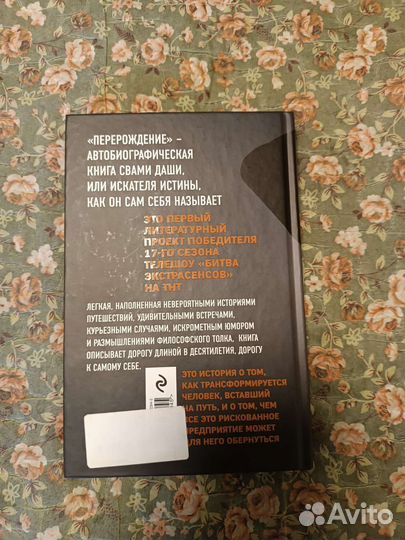 «ПЕРЕРОЖДЕНИЕ» –
АВТОБИОГРАФИЧЕСКАЯ
КНИГА СВАМИ ДАШИ,
ИЛИ ИСКАТЕЛЯ ИСТИНЫ,
КАК ОН САМ СЕБЯ НАЗЫВАЕТ
ЭТО ПЕРВЫЙ
ЛИТЕРАТУРНЫЙ
ПРОЕКТ ПОБЕДИТЕЛЯ
17-ГО СЕЗОНА
ТЕЛЕШОУ «БИТВА
ЭКСТРАСЕНСОВ»
НА ТНТ
ЛЕГКАЯ, НАПОЛНЕННАЯ НЕВЕРОЯТНЫМИ ИСТОРИЯМИ
ПУТЕШЕСТВИЙ, УДИВИТЕЛЬНЫМИ ВСТРЕЧАМИ,
КУРЬЕЗНЫМИ СЛУЧАЯМИ, ИСКРОМЕТНЫМ ЮМОРОМ
И РАЗМЫШЛЕНИЯМИ ФИЛОСОФСКОГО ТОЛКА, КНИГА
ОПИСЫВАЕТ ДОРОГУ ДЛИНОЙ В ДЕСЯТИЛЕТИЯ, ДОРОГУ
К САМОМУ СЕБЕ.
ЭТО ИСТОРИЯ О ТОМ,
КАК ТРАНСФОРМИРУЕТСЯ
ЧЕЛОВЕК, ВСТАВШИЙ
НА ПУТЬ, И О ТОМ, ЧЕМ
ВСЕ ЭТО РИСКОВАННОЕ
ПРЕДПРИЯТИЕ МОЖЕТ
ДЛЯ НЕГО ОБЕРНУТЬСЯ
Avito